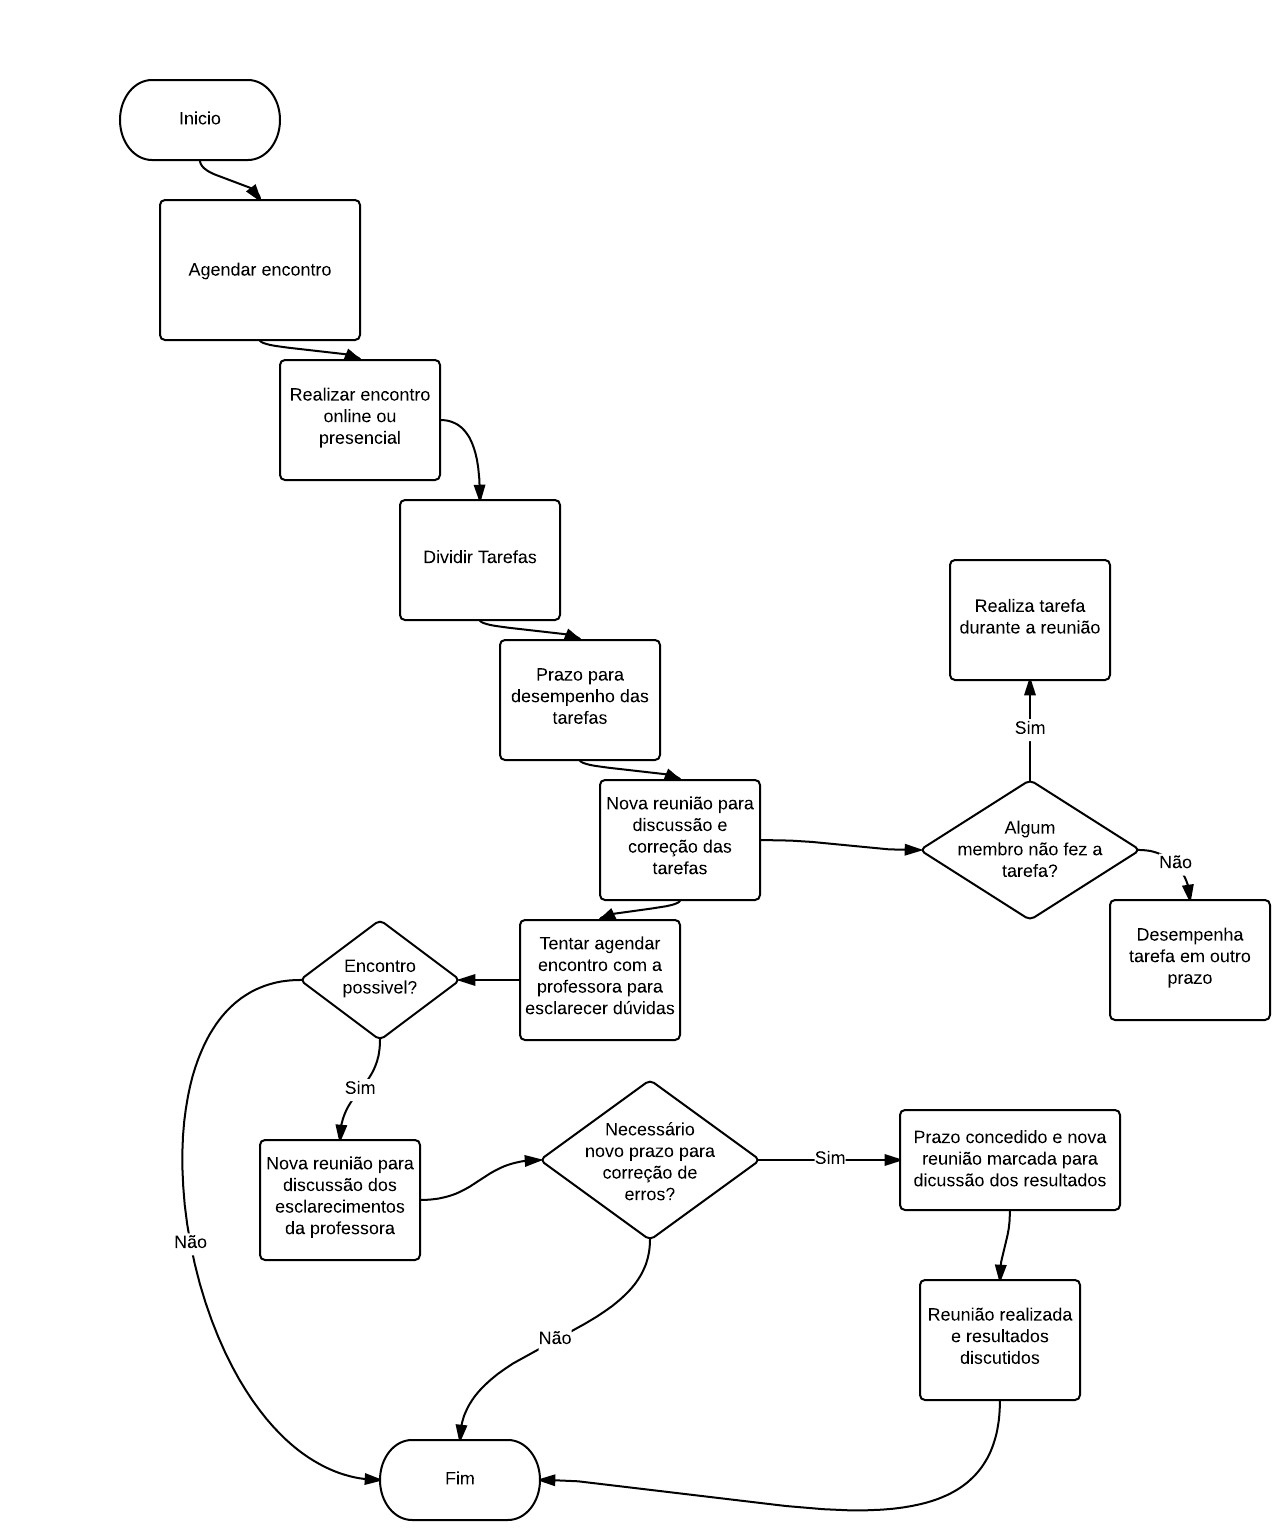 Inicio
Agendar encontro
Realizar encontro
online ou
presencial
Dividir Tarefas
Prazo para
desempenho das
tarefas
Realiza tarefa
durante a reunião
Sim
Nova reunião para
discussão e
correção das
tarefas
Algum
membro não fez a
tarefa?
Não
Desempenha
tarefa em outro
prazo
Tentar agendar
encontro com a
professora para
esclarecer dúvidas
Encontro
possivel?
Sim
Nova reunião para
discussão dos
esclarecimentos
da professora
Necessário
novo prazo para
correção de
erros?
Sim
Prazo concedido e nova
reunião marcada para
dicussão dos resultados
Não
Reunião realizada
e resultados
discutidos
Não
Fim